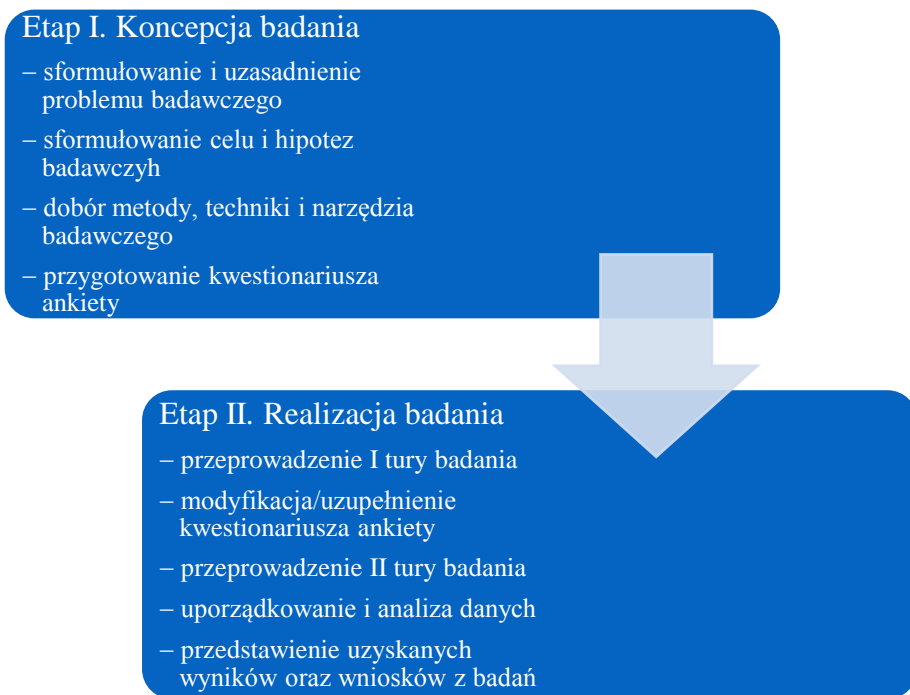 Etap I. Koncepcja badania
– sformułowanie i uzasadnienie
problemu badawczego
– sformułowanie celu i hipotez
badawczyh
– dobór metody, techniki i narzędzia
badawczego
– przygotowanie kwestionariusza
ankiety
Etap II. Realizacja badania
– przeprowadzenie I tury badania
– modyfikacja/uzupełnienie
kwestionariusza ankiety
– przeprowadzenie II tury badania
– uporządkowanie i analiza danych
– przedstawienie uzyskanych
wyników oraz wniosków z badań